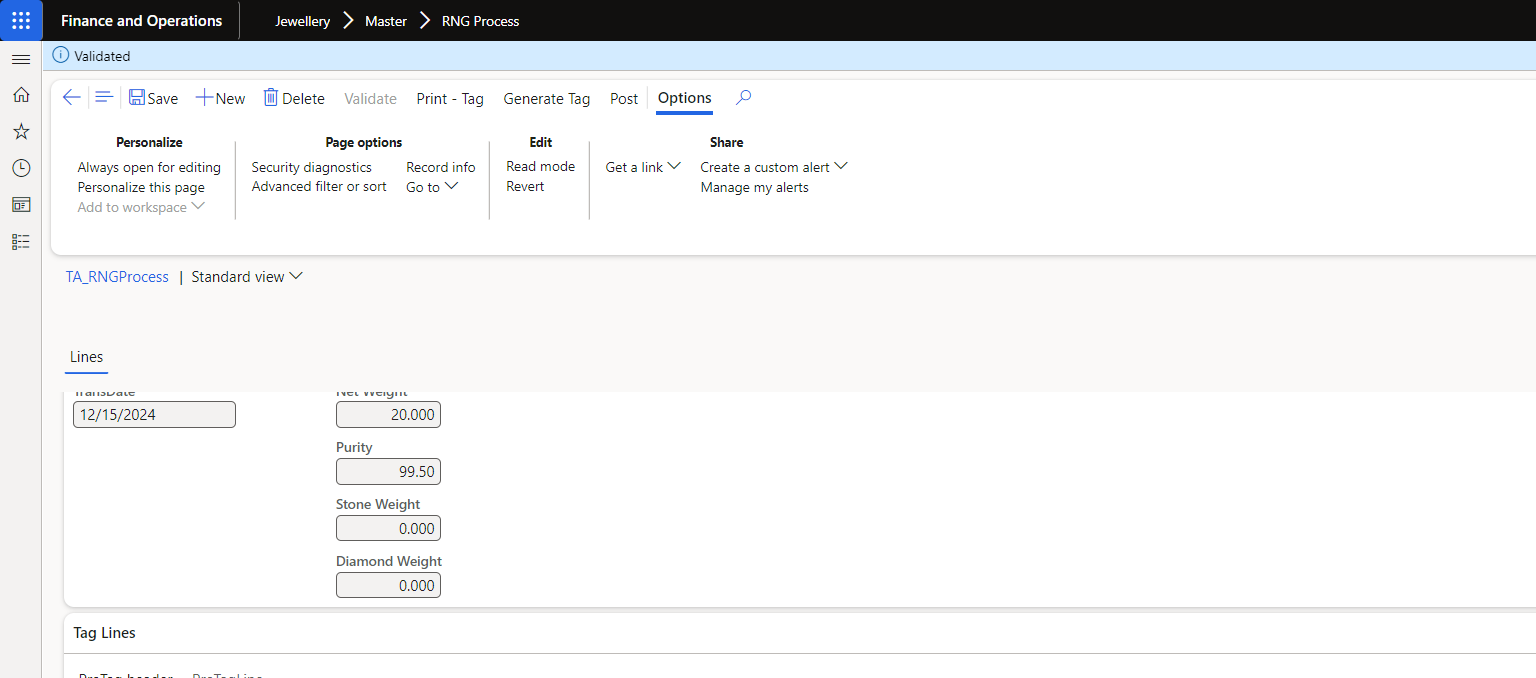 Finance and Operations Jewellery Master RNG Process
Validated
Save New Delete Validate Print - Tag Generate Tag Post Options
Personalize Page options Edit Share
Always open for editing Security diagnostics Record info Read mode Get a link Create a custom alert
Personalize this page Advanced filter or sort Go to Revert Manage my alerts
Add to workspace
TA_RNGProcess | Standard view
Lines
TransDate Net Weight
12/15/2024 20.000
Purity
99.50
Stone Weight
0.000
Diamond Weight
0.000
Tag Lines
ProTag header ProTagLine